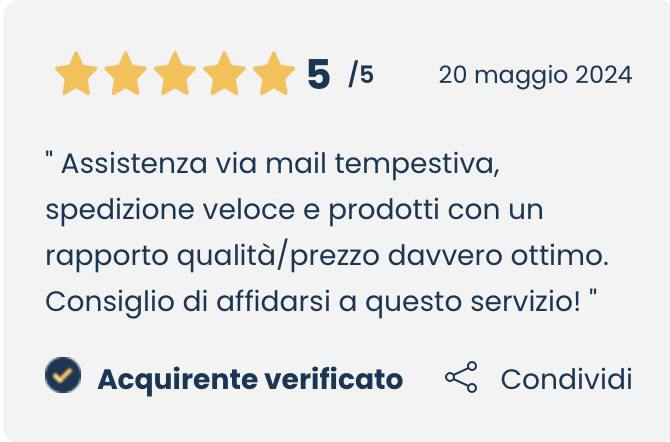 5 /5 20 maggio 2024
" Assistenza via mail tempestiva,
spedizione veloce e prodotti con un
rapporto qualità/prezzo davvero ottimo.
Consiglio di affidarsi a questo servizio! "
Acquirente verificato Condividi